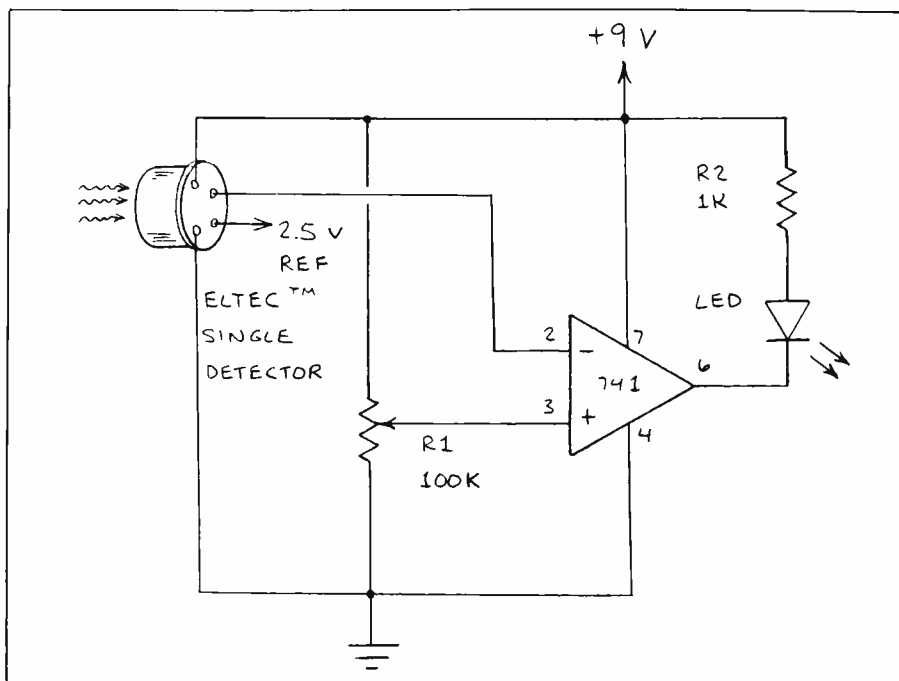 +9 V
R2
1K
2.5 V
REF
ELTEC™
SINGLE
DETECTOR
LED
2
-
7
741
6
3
+
4
R1
100K